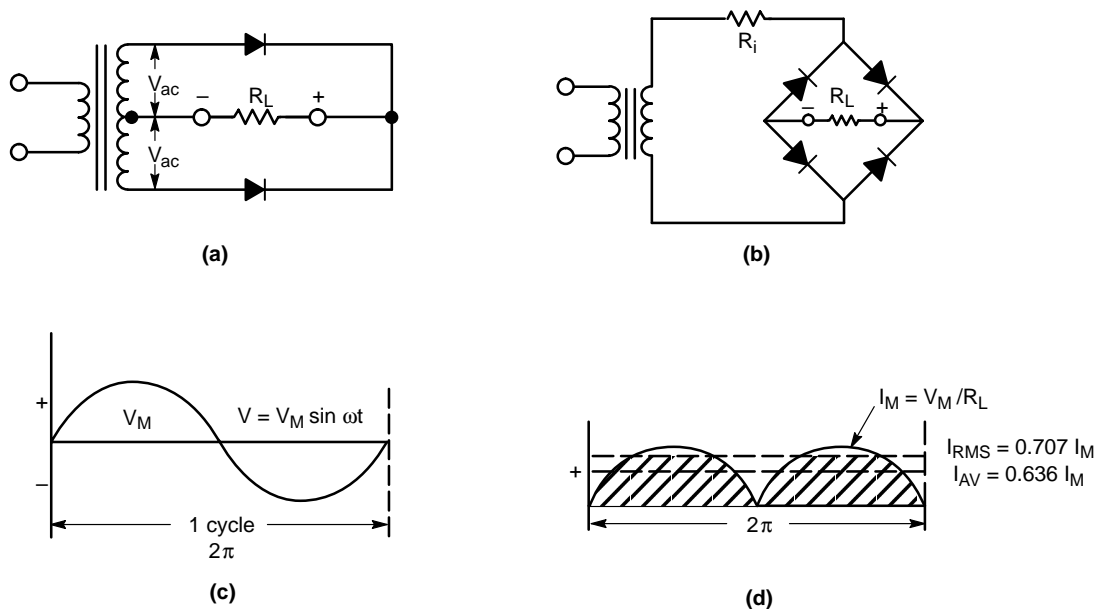 V_ac
− R_L +
V_ac
(a)
R_i
− R_L +
(b)
+
V_M V = V_M sin ωt
−
1 cycle
2π
(c)
I_M = V_M/R_L
I_RMS = 0.707 I_M
+ I_AV = 0.636 I_M
2π
(d)